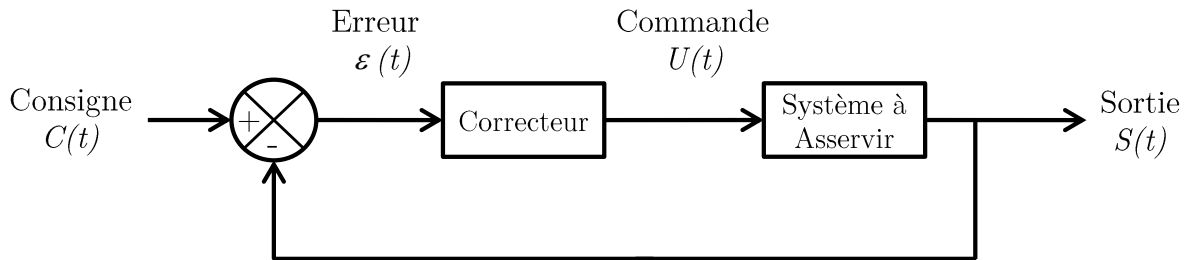 Erreur
ε (t)
Commande
U(t)
Consigne
C(t)
+
-
Correcteur
Système à
Asservir
Sortie
S(t)